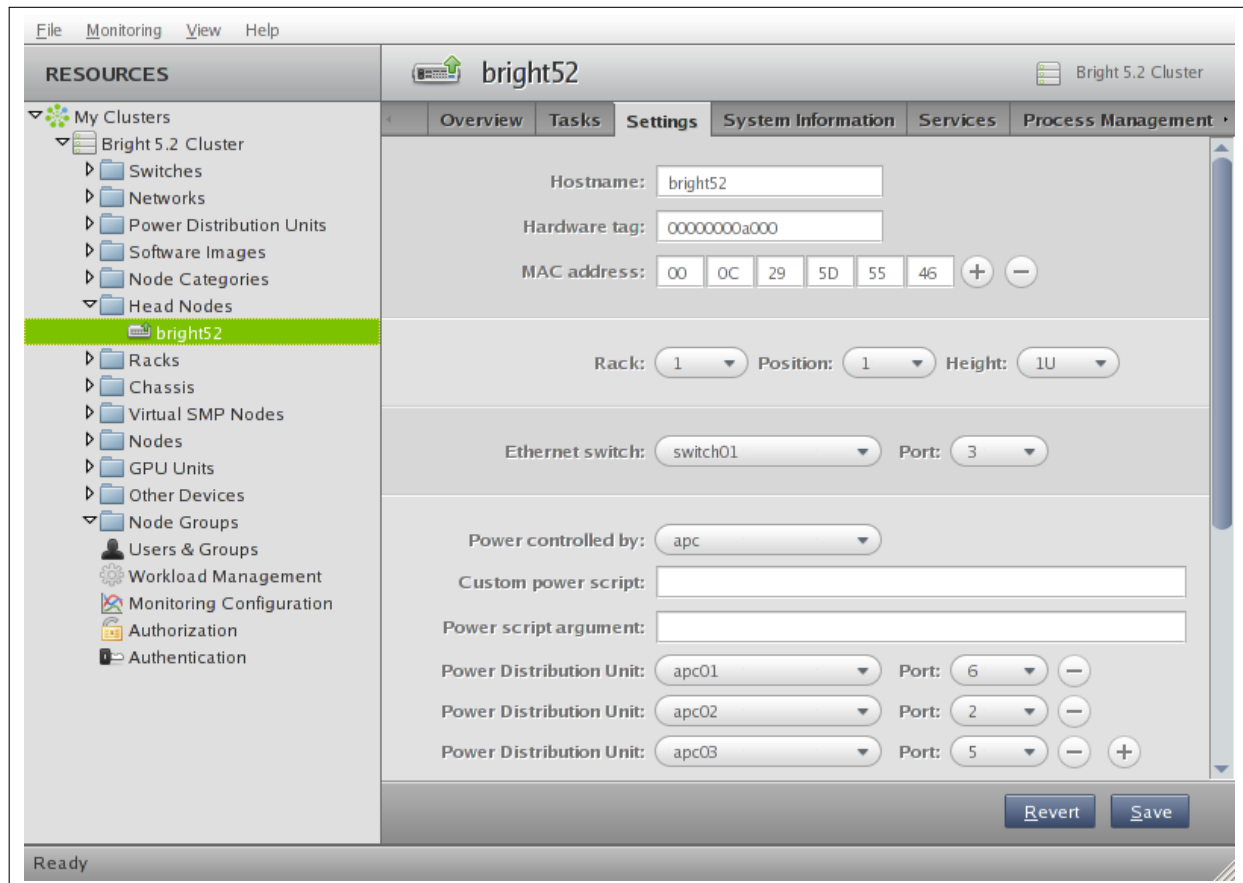 File Monitoring View Help
RESOURCES
bright52
Bright 5.2 Cluster
My Clusters
Bright 5.2 Cluster
Switches
Networks
Power Distribution Units
Software Images
Node Categories
Head Nodes
bright52
Racks
Chassis
Virtual SMP Nodes
Nodes
GPU Units
Other Devices
Node Groups
Users & Groups
Workload Management
Monitoring Configuration
Authorization
Authentication
Overview Tasks Settings System Information Services Process Management
Hostname: bright52
Hardware tag: 00000000a000
MAC address: 00 0C 29 5D 55 46
Rack: 1 Position: 1 Height: 1U
Ethernet switch: switch01 Port: 3
Power controlled by: apc
Custom power script:
Power script argument:
Power Distribution Unit: apc01 Port: 6
Power Distribution Unit: apc02 Port: 2
Power Distribution Unit: apc03 Port: 5
Revert Save
Ready